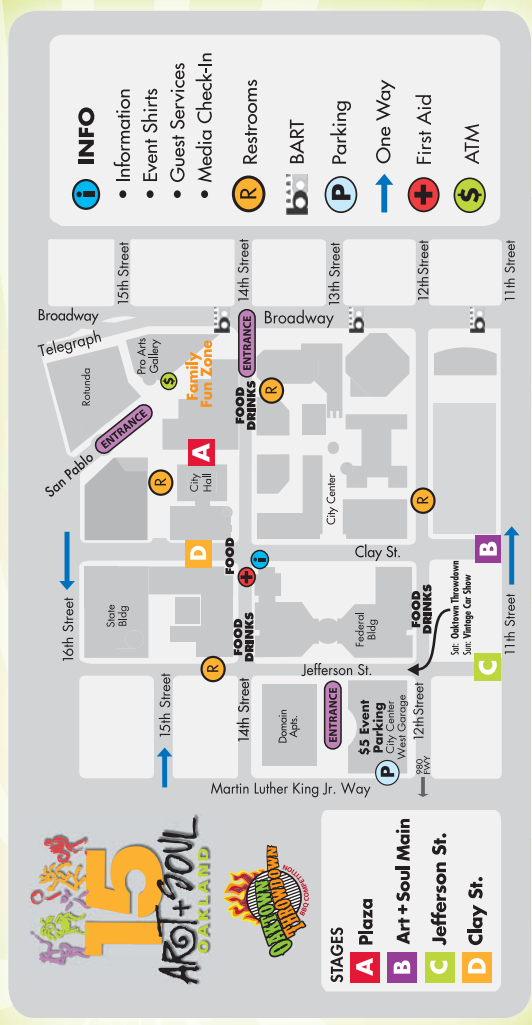 15
ART+SOUL
OAKLAND
OAKTOWN
THROWDOWN
BBQ COMPETITION
STAGES
A Plaza
B Art + Soul Main
C Jefferson St.
D Clay St.
16th Street
15th Street
14th Street
Martin Luther King Jr. Way
980
FWY
12th Street
11th Street
Domain
Apts.
ENTRANCE
P
$5 Event
Parking
City Center
West Garage
Jefferson St.
C
R
State
Bldg
FOOD
DRINKS
Federal
Bldg
FOOD
DRINKS
Sat: Oaktown Throwdown
Sun: Vintage Car Show
D
FOOD
i
Clay St.
B
San Pablo
ENTRANCE
R
City
Hall
A
City Center
R
Rotunda
Pro Arts
Gallery
$
Family
Fun Zone
FOOD
DRINKS
R
ENTRANCE
Telegraph
Broadway
Broadway
b
b
b
15th Street
14th Street
13th Street
12th Street
11th Street
i INFO
• Information
• Event Shirts
• Guest Services
• Media Check-In
R Restrooms
b BART
P Parking
One Way
First Aid
$ ATM